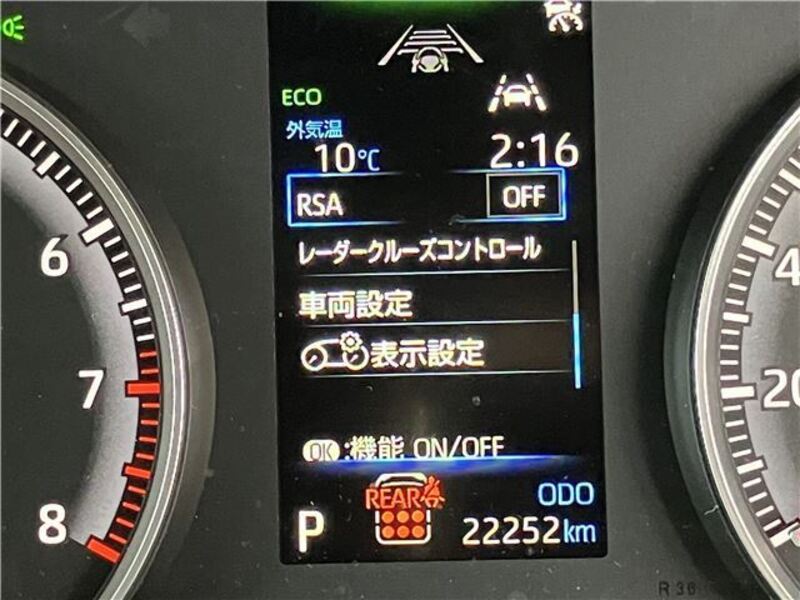 ECO
外気温
10℃ 2:16
RSA OFF
レーダークルーズコントロール
車両設定
表示設定
OK :機能 ON/OFF
REAR
ODO
P 22252km
6
7
8
20